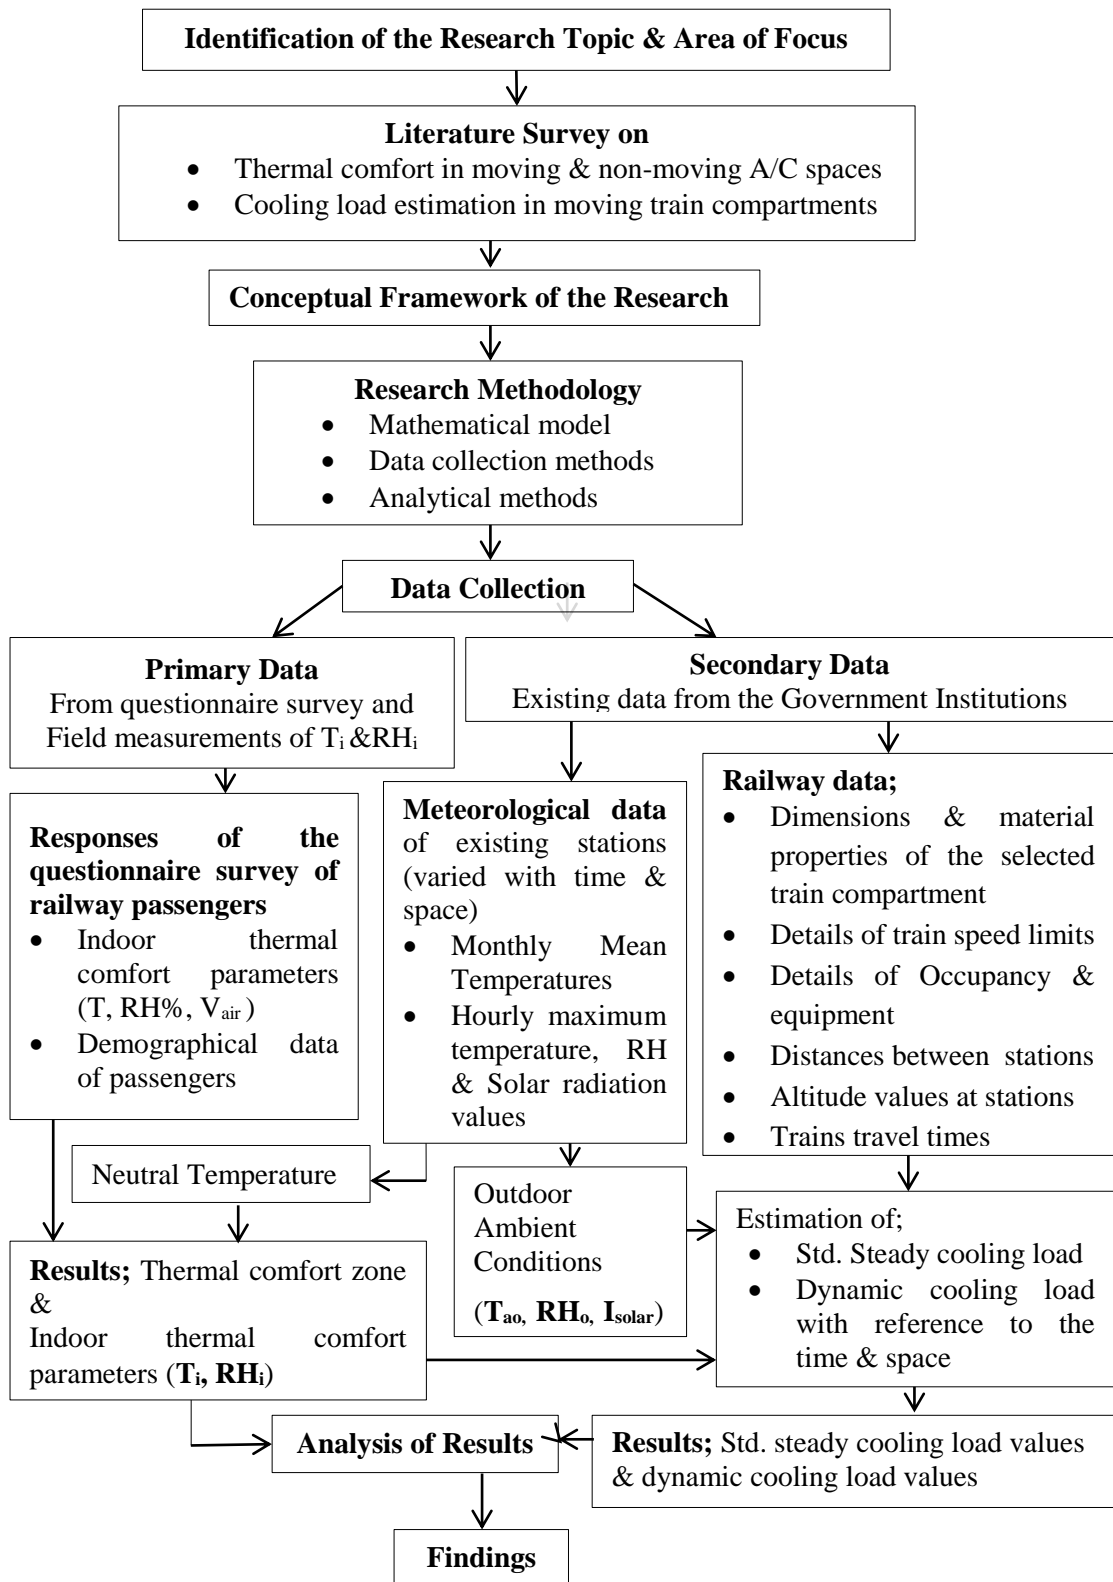 Identification of the Research Topic & Area of Focus
Literature Survey on
• Thermal comfort in moving & non-moving A/C spaces
• Cooling load estimation in moving train compartments
Conceptual Framework of the Research
Research Methodology
• Mathematical model
• Data collection methods
• Analytical methods
Data Collection
Primary Data
From questionnaire survey and
Field measurements of Ti &RHi
Secondary Data
Existing data from the Government Institutions
Responses of the
questionnaire survey of
railway passengers
• Indoor thermal
comfort parameters
(T, RH%, Vair)
• Demographical data
of passengers
Meteorological data
of existing stations
(varied with time &
space)
• Monthly Mean
Temperatures
• Hourly maximum
temperature, RH
& Solar radiation
values
Railway data;
• Dimensions & material
properties of the selected
train compartment
• Details of train speed limits
• Details of Occupancy &
equipment
• Distances between stations
• Altitude values at stations
• Trains travel times
Neutral Temperature
Outdoor
Ambient
Conditions
(Tao, RHo, Isolar)
Estimation of;
• Std. Steady cooling load
• Dynamic cooling load
with reference to the
time & space
Results; Thermal comfort zone
&
Indoor thermal comfort
parameters (Ti, RHi)
Analysis of Results
Results; Std. steady cooling load values
& dynamic cooling load values
Findings